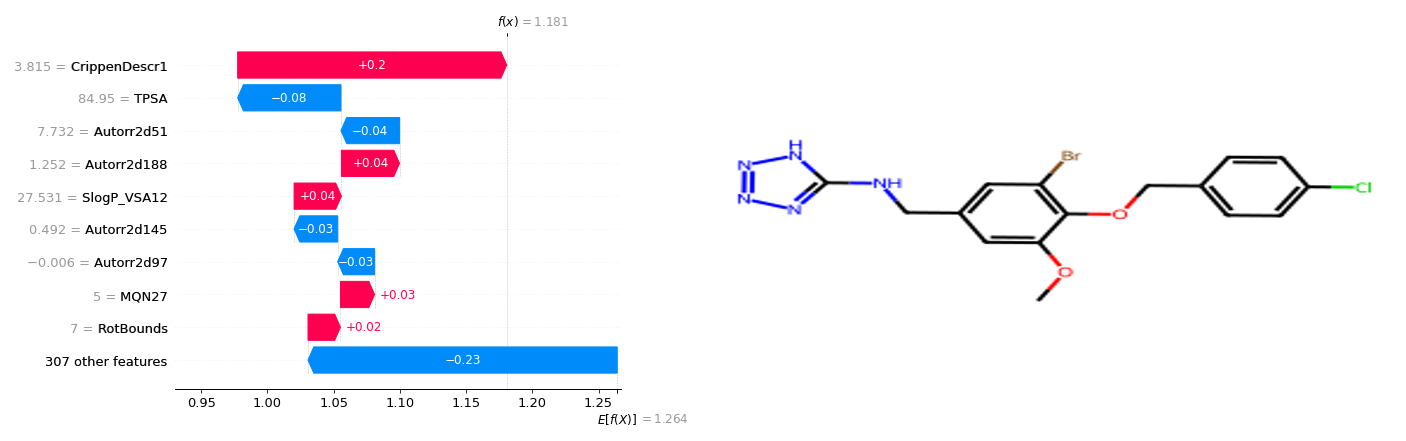 f(x) = 1.181
3.815 = CrippenDescr1
+0.2
84.95 = TPSA
−0.08
7.732 = Autorr2d51
−0.04
1.252 = Autorr2d188
+0.04
27.531 = SlogP_VSA12
+0.04
0.492 = Autorr2d145
−0.03
−0.006 = Autorr2d97
−0.03
5 = MQN27
+0.03
7 = RotBounds
+0.02
307 other features
−0.23
0.95 1.00 1.05 1.10 1.15 1.20 1.25
E[f(X)] = 1.264
H
N
N
N
N
NH
Br
O
O
Cl